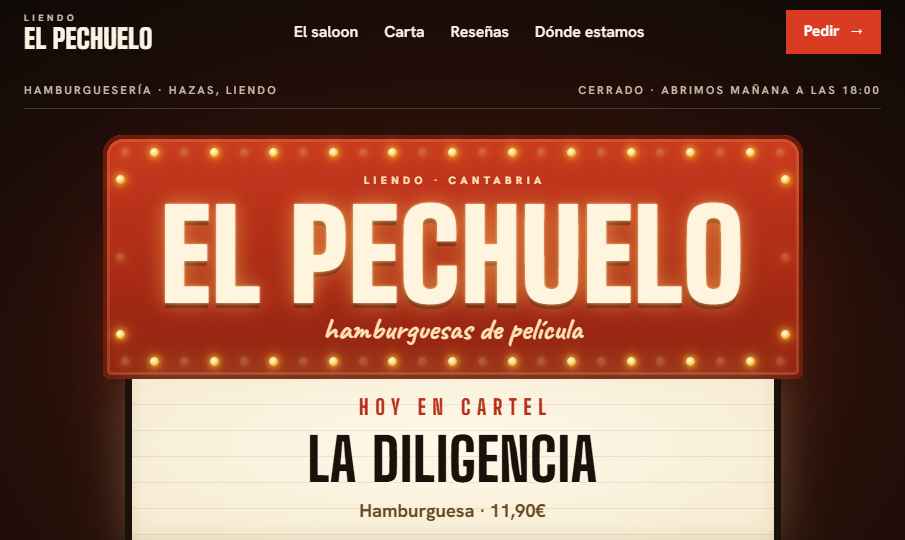 LIENDO
EL PECHUELO
El saloon Carta Reseñas Dónde estamos
Pedir →
HAMBURGUESERÍA · HAZAS, LIENDO
CERRADO · ABRIMOS MAÑANA A LAS 18:00
LIENDO · CANTABRIA
EL PECHUELO
hamburguesas de película
HOY EN CARTEL
LA DILIGENCIA
Hamburguesa · 11,90€